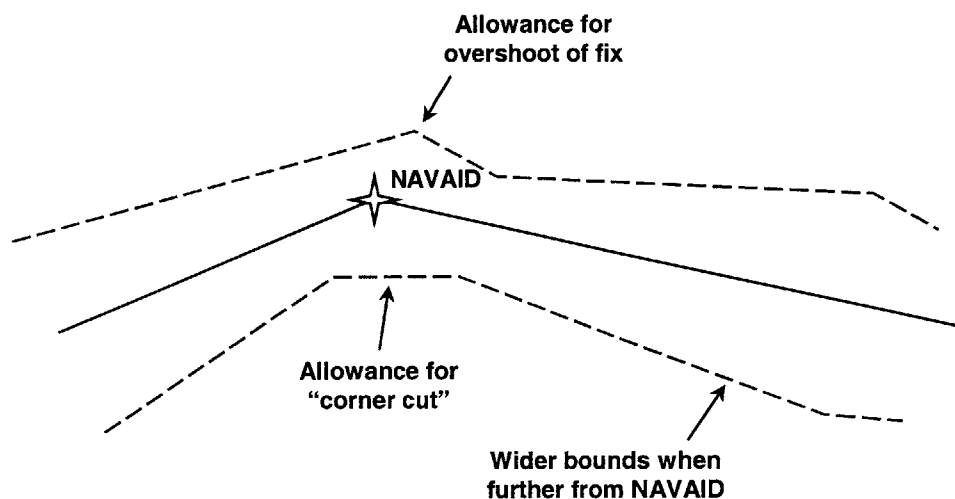 Allowance for
overshoot of fix
NAVAID
Allowance for
“corner cut”
Wider bounds when
further from NAVAID